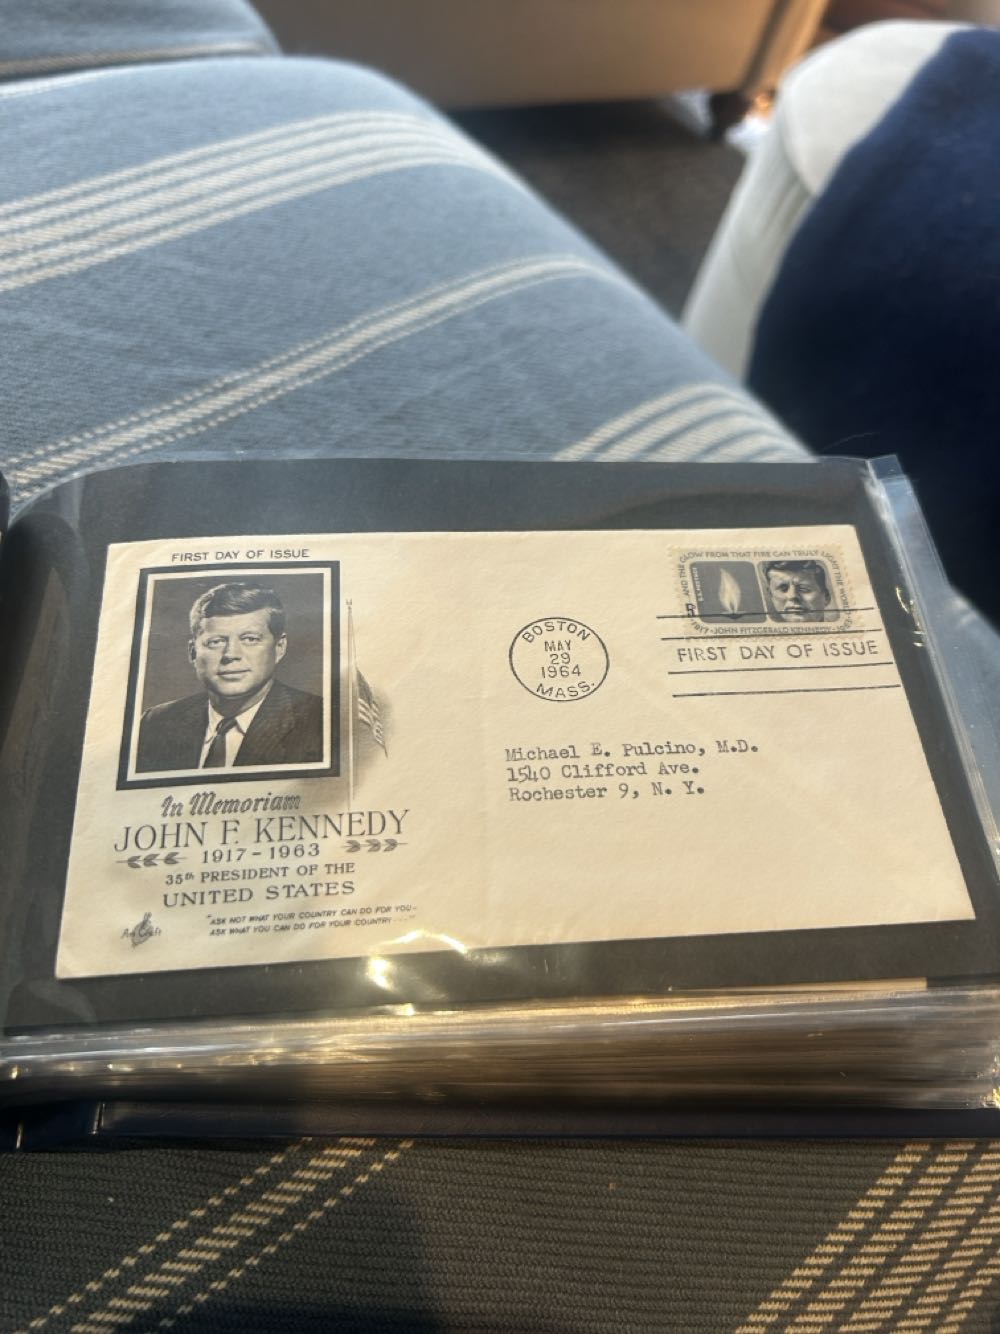 FIRST DAY OF ISSUE
AND THE GLOW FROM THAT FIRE CAN TRULY LIGHT THE WORLD
1917 · JOHN FITZGERALD KENNEDY ·
BOSTON
MAY
29
1964
MASS.
FIRST DAY OF ISSUE
Michael E. Pulcino, M.D.
1540 Clifford Ave.
Rochester 9, N. Y.
In Memoriam
JOHN F. KENNEDY
1917-1963
35th PRESIDENT OF THE
UNITED STATES
"ASK NOT WHAT YOUR COUNTRY CAN DO FOR YOU-
ASK WHAT YOU CAN DO FOR YOUR COUNTRY . . ."
ArtCraft